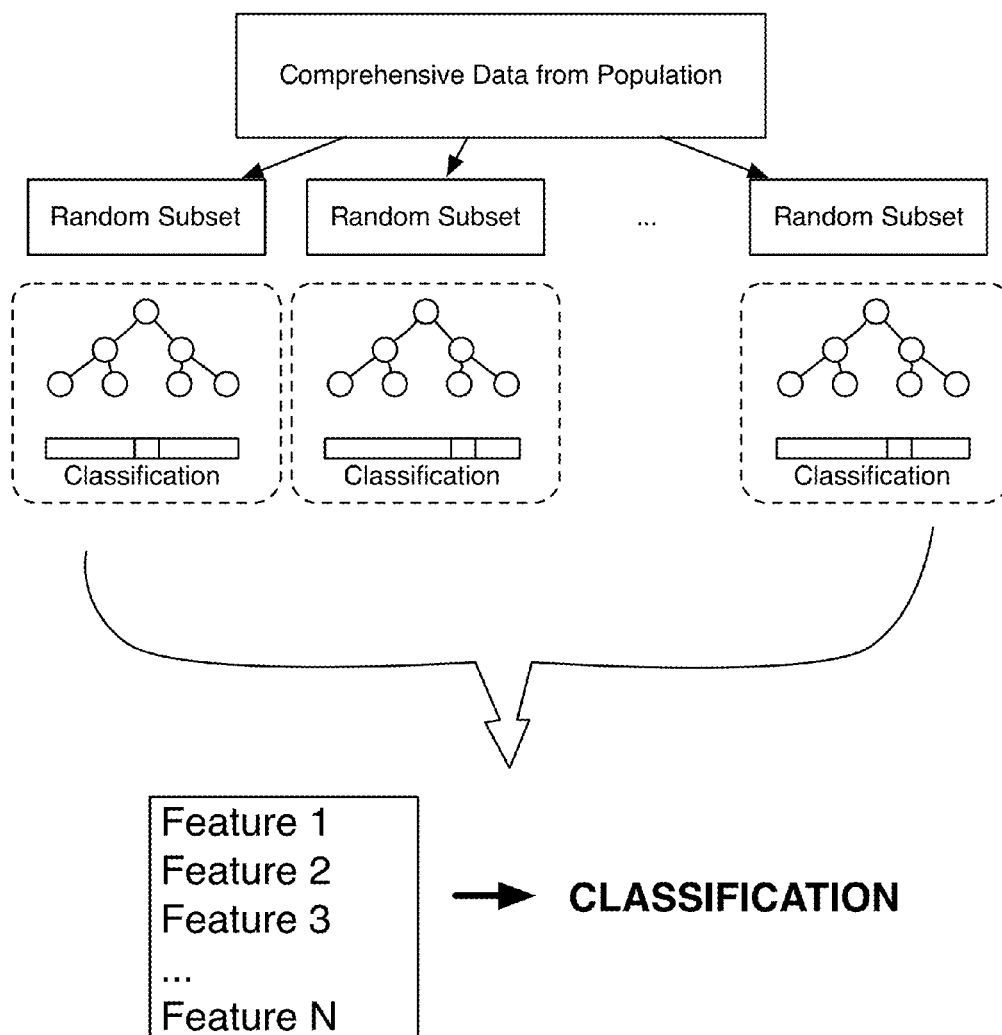 Comprehensive Data from Population
Random Subset
Random Subset
...
Random Subset
Classification
Classification
Classification
Feature 1
Feature 2
Feature 3
...
Feature N
CLASSIFICATION